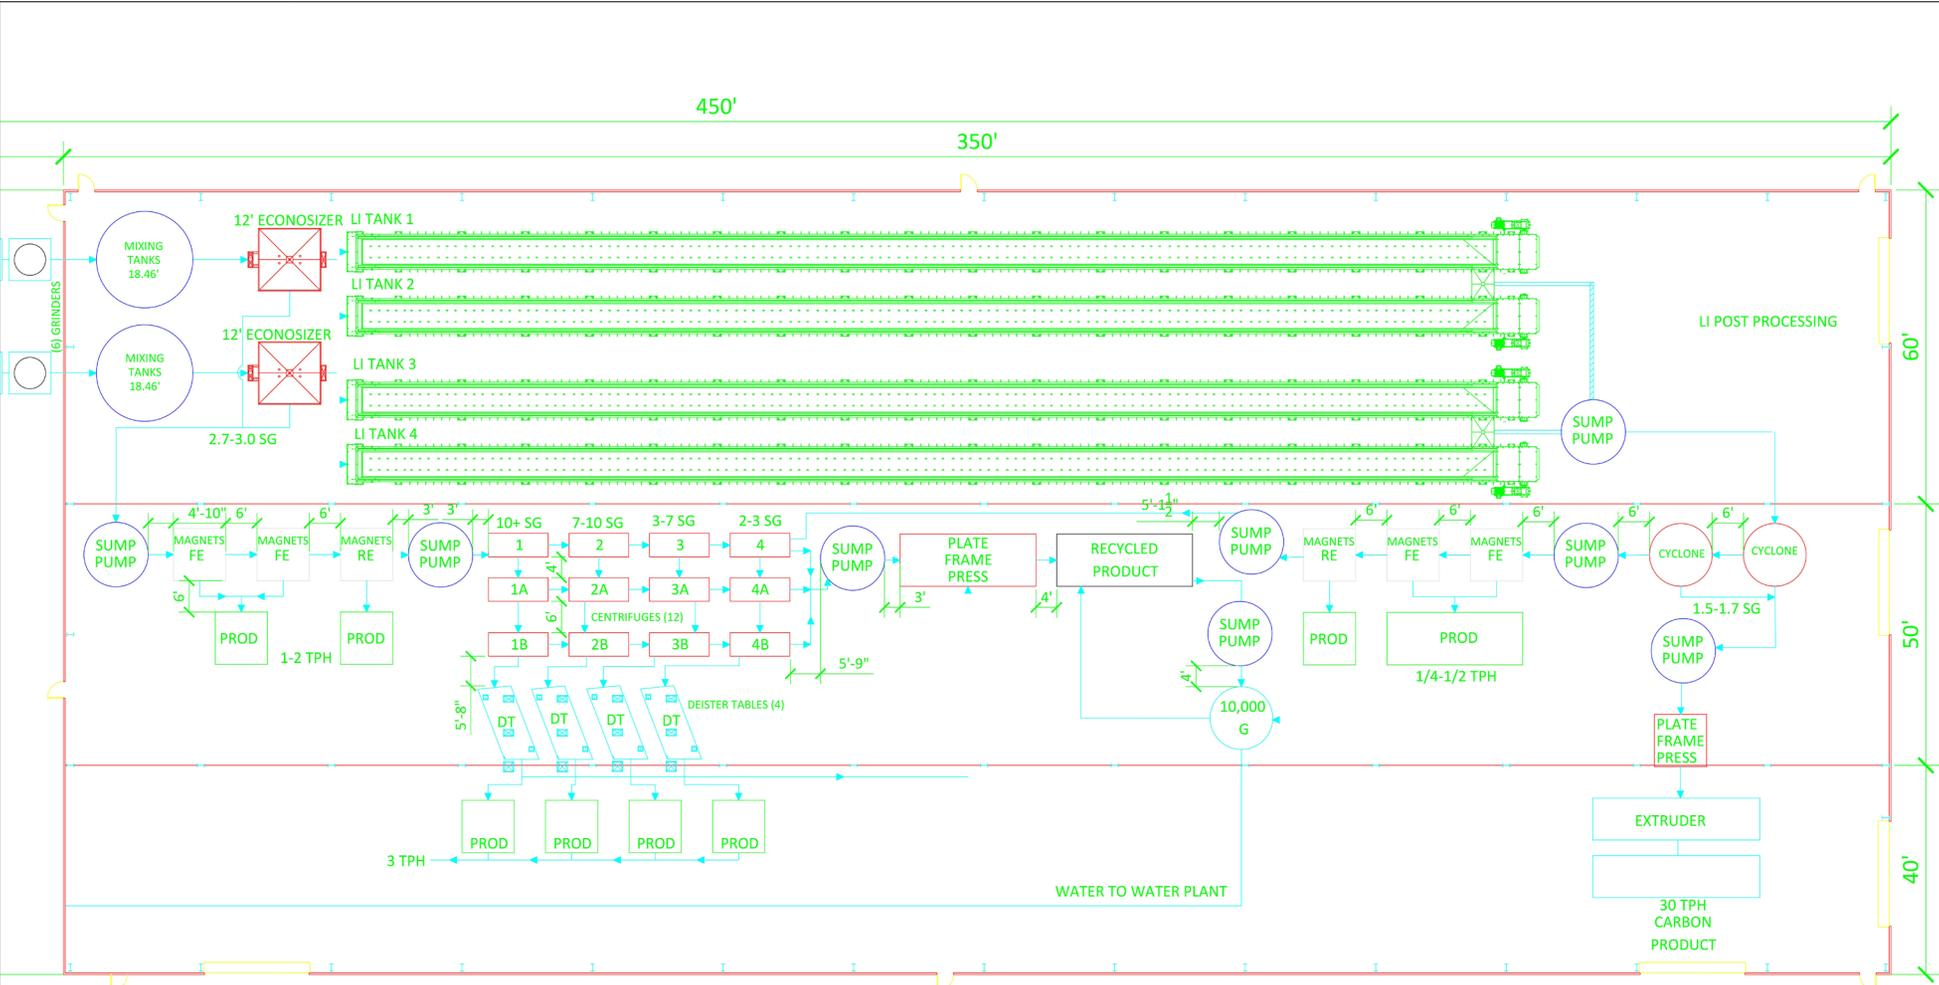 450'
350'
12' ECONOSIZER
LI TANK 1
MIXING
TANKS
18.46'
LI TANK 2
(6) GRINDERS
12' ECONOSIZER
LI POST PROCESSING
60'
MIXING
TANKS
18.46'
LI TANK 3
LI TANK 4
2.7-3.0 SG
SUMP
PUMP
4'-10"
6'
6'
3'
3'
10+ SG
7-10 SG
3-7 SG
2-3 SG
5'-1
1
2
"
6'
6'
6'
6'
6'
SUMP
PUMP
MAGNETS
FE
MAGNETS
FE
MAGNETS
RE
SUMP
PUMP
1
2
3
4
SUMP
PUMP
PLATE
FRAME
PRESS
RECYCLED
PRODUCT
SUMP
PUMP
MAGNETS
RE
MAGNETS
FE
MAGNETS
FE
SUMP
PUMP
CYCLONE
CYCLONE
4'
1A
2A
3A
4A
6'
6'
3'
4'
CENTRIFUGES (12)
1.5-1.7 SG
PROD
PROD
1-2 TPH
1B
2B
3B
4B
5'-9"
SUMP
PUMP
4'
PROD
PROD
1/4-1/2 TPH
SUMP
PUMP
50'
5'-8"
DT
DT
DT
DT
DEISTER TABLES (4)
10,000
G
PLATE
FRAME
PRESS
PROD
PROD
PROD
PROD
3 TPH
EXTRUDER
40'
WATER TO WATER PLANT
30 TPH
CARBON
PRODUCT